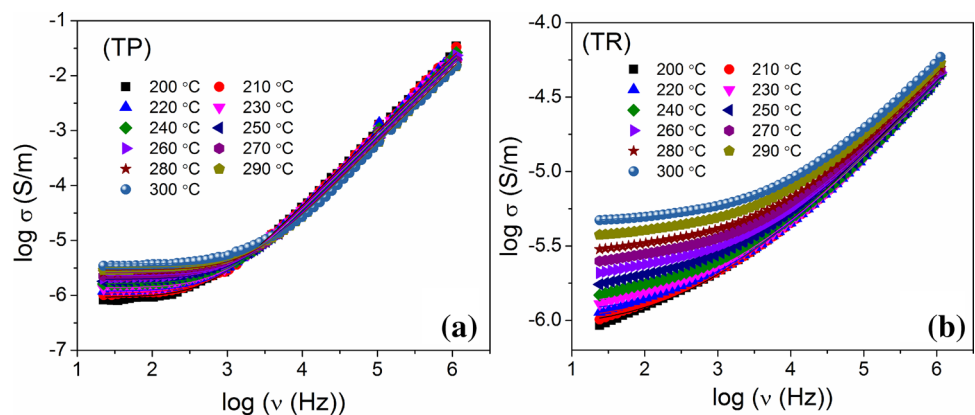 (TP)
200 °C 210 °C
220 °C 230 °C
240 °C 250 °C
260 °C 270 °C
280 °C 290 °C
300 °C
-1
-2
-3
-4
-5
-6
-7
log σ (S/m)
1 2 3 4 5 6
log (ν (Hz))
(a)
(TR)
200 °C 210 °C
220 °C 230 °C
240 °C 250 °C
260 °C 270 °C
280 °C 290 °C
300 °C
-4.0
-4.5
-5.0
-5.5
-6.0
log σ (S/m)
1 2 3 4 5 6
log (ν (Hz))
(b)